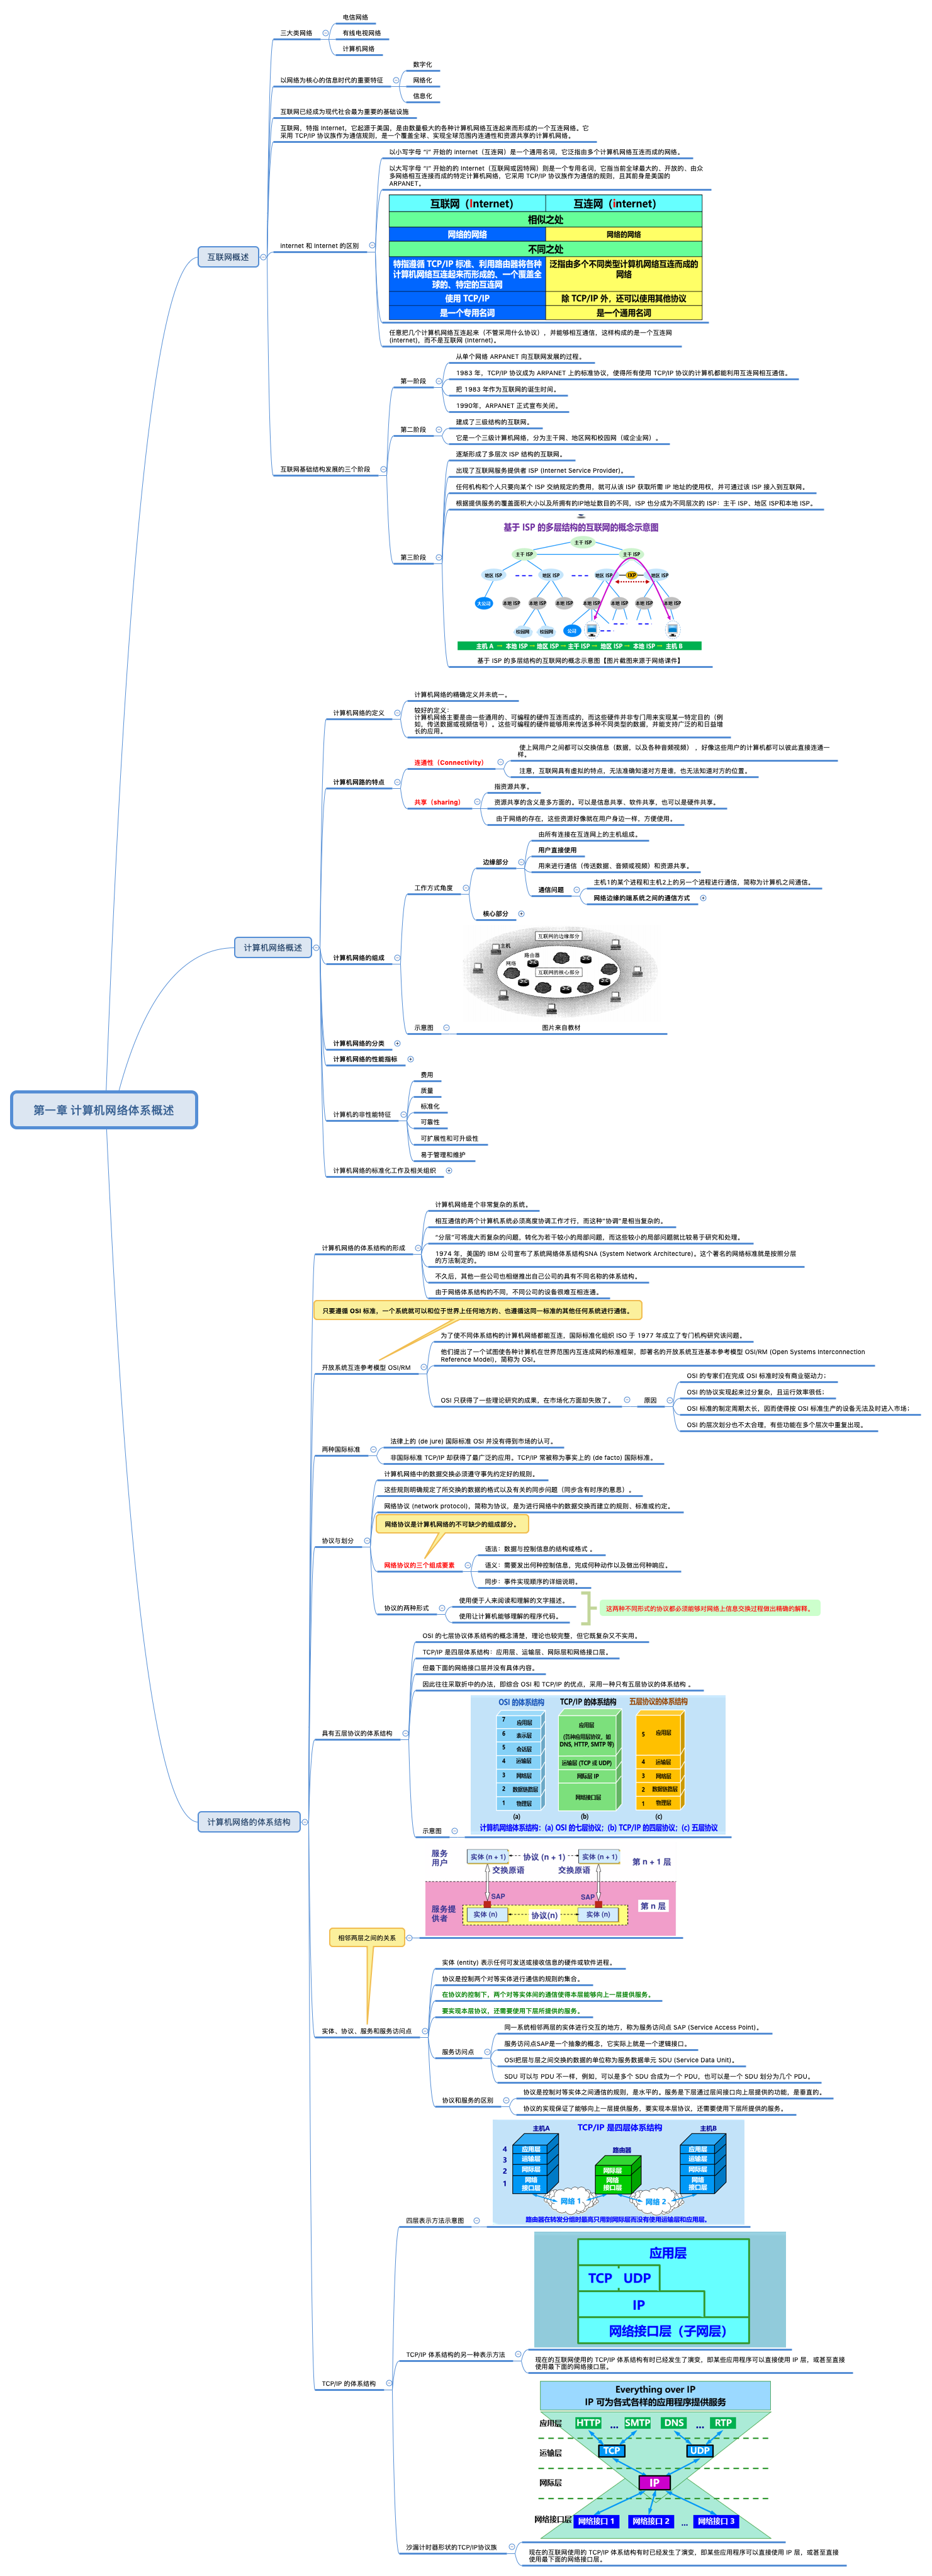 第一章 计算机网络体系概述
互联网概述
三大类网络
电信网络
有线电视网络
计算机网络
以网络为核心的信息时代的重要特征
数字化
网络化
信息化
互联网已经成为现代社会最为重要的基础设施
互联网，特指 Internet，它起源于美国，是由数量极大的各种计算机网络互连起来而形成的一个互连网络。它
采用 TCP/IP 协议族作为通信规则，是一个覆盖全球、实现全球范围内连通性和资源共享的计算机网络。
Internet 和 internet 的区别
以小写字母 “i” 开始的 internet（互连网）是一个通用名词，它泛指由多个计算机网络互连而成的网络。
以大写字母 “I” 开始的的 Internet（互联网或因特网）则是一个专用名词，它指当前全球最大的、开放的、由众
多网络相互连接而成的特定计算机网络，它采用 TCP/IP 协议族作为通信的规则，且其前身是美国的
ARPANET。
互联网（Internet）
互连网（internet）
相似之处
网络的网络
网络的网络
不同之处
特指遵循 TCP/IP 标准、利用路由器将各种
计算机网络互连起来而形成的、一个覆盖全
球的、特定的互连网
泛指由多个不同类型计算机网络互连而成的
网络
使用 TCP/IP
除 TCP/IP 外，还可以使用其他协议
是一个专用名词
是一个通用名词
任意把几个计算机网络互连起来（不管采用什么协议），并能够相互通信，这样构成的是一个互连网
(internet)，而不是互联网 (Internet)。
互联网基础结构发展的三个阶段
第一阶段
从单个网络 ARPANET 向互联网发展的过程。
1983 年，TCP/IP 协议成为 ARPANET 上的标准协议，使得所有使用 TCP/IP 协议的计算机都能利用互连网相互通信。
把 1983 年作为互联网的诞生时间。
1990年，ARPANET 正式宣布关闭。
第二阶段
建成了三级结构的互联网。
它是一个三级计算机网络，分为主干网、地区网和校园网（或企业网）。
第三阶段
逐渐形成了多层次 ISP 结构的互联网。
出现了互联网服务提供者 ISP (Internet Service Provider)。
任何机构和个人只要向某个 ISP 交纳规定的费用，就可从该 ISP 获取所需 IP 地址的使用权，并可通过该 ISP 接入到互联网。
根据提供服务的覆盖面积大小以及所拥有的IP地址数目的不同，ISP 也分成为不同层次的 ISP：主干 ISP、地区 ISP和本地 ISP。
基于 ISP 的多层结构的互联网的概念示意图
主干 ISP
主干 ISP
主干 ISP
地区 ISP
地区 ISP
地区 ISP
IXP
地区 ISP
大公司
本地 ISP
本地 ISP
本地 ISP
本地 ISP
本地 ISP
本地 ISP
本地 ISP
校园网
校园网
公司
主机 A → 本地 ISP → 地区 ISP → 主干 ISP → 地区 ISP → 本地 ISP → 主机 B
基于 ISP 的多层结构的互联网的概念示意图【图片截图来源于网络课件】
计算机网络概述
计算机网络的定义
计算机网络的精确定义并未统一。
较好的定义：
计算机网络主要是由一些通用的、可编程的硬件互连而成的，而这些硬件并非专门用来实现某一特定目的（例
如，传送数据或视频信号）。这些可编程的硬件能够用来传送多种不同类型的数据，并能支持广泛的和日益增
长的应用。
计算机网路的特点
连通性（Connectivity）
使上网用户之间都可以交换信息（数据，以及各种音频视频），好像这些用户的计算机都可以彼此直接连通一
样。
注意，互联网具有虚拟的特点，无法准确知道对方是谁，也无法知道对方的位置。
共享（sharing）
指资源共享。
资源共享的含义是多方面的。可以是信息共享、软件共享，也可以是硬件共享。
由于网络的存在，这些资源好像就在用户身边一样，方便使用。
计算机网络的组成
工作方式角度
边缘部分
由所有连接在互连网上的主机组成。
用户直接使用
用来进行通信（传送数据、音频或视频）和资源共享。
通信问题
主机1的某个进程和主机2上的另一个进程进行通信，简称为计算机之间通信。
网络边缘的端系统之间的通信方式
核心部分
互联网的边缘部分
主机
路由器
网络
互联网的核心部分
示意图
图片来自教材
计算机网络的分类
计算机网络的性能指标
计算机的非性能特征
费用
质量
标准化
可靠性
可扩展性和可升级性
易于管理和维护
计算机网络的标准化工作及相关组织
计算机网络的体系结构
计算机网络的体系结构的形成
计算机网络是个非常复杂的系统。
相互通信的两个计算机系统必须高度协调工作才行，而这种“协调”是相当复杂的。
“分层”可将庞大而复杂的问题，转化为若干较小的局部问题，而这些较小的局部问题就比较易于研究和处理。
1974 年，美国的 IBM 公司宣布了系统网络体系结构SNA (System Network Architecture)。这个著名的网络标准就是按照分层
的方法制定的。
不久后，其他一些公司也相继推出自己公司的具有不同名称的体系结构。
由于网络体系结构的不同，不同公司的设备很难互相连通。
只要遵循 OSI 标准，一个系统就可以和位于世界上任何地方的、也遵循这同一标准的其他任何系统进行通信。
开放系统互连参考模型 OSI/RM
为了使不同体系结构的计算机网络都能互连，国际标准化组织 ISO 于 1977 年成立了专门机构研究该问题。
他们提出了一个试图使各种计算机在世界范围内互连成网的标准框架，即著名的开放系统互连基本参考模型 OSI/RM (Open Systems Interconnection
Reference Model)，简称为 OSI。
OSI 只获得了一些理论研究的成果，在市场化方面却失败了。
原因
OSI 的专家们在完成 OSI 标准时没有商业驱动力；
OSI 的协议实现起来过分复杂，且运行效率很低；
OSI 标准的制定周期太长，因而使得按 OSI 标准生产的设备无法及时进入市场；
OSI 的层次划分也不太合理，有些功能在多个层次中重复出现。
两种国际标准
法律上的 (de jure) 国际标准 OSI 并没有得到市场的认可。
非国际标准 TCP/IP 却获得了最广泛的应用。TCP/IP 常被称为事实上的 (de facto) 国际标准。
协议与划分
计算机网络中的数据交换必须遵守事先约定好的规则。
这些规则明确规定了所交换的数据的格式以及有关的同步问题（同步含有时序的意思）。
网络协议 (network protocol)，简称为协议，是为进行网络中的数据交换而建立的规则、标准或约定。
网络协议是计算机网络的不可缺少的组成部分。
网络协议的三个组成要素
语法：数据与控制信息的结构或格式 。
语义：需要发出何种控制信息，完成何种动作以及做出何种响应。
同步：事件实现顺序的详细说明。
协议的两种形式
使用便于人来阅读和理解的文字描述。
使用让计算机能够理解的程序代码。
这两种不同形式的协议都必须能够对网络上信息交换过程做出精确的解释。
具有五层协议的体系结构
OSI 的七层协议体系结构的概念清楚，理论也较完整，但它既复杂又不实用。
TCP/IP 是四层体系结构：应用层、运输层、网际层和网络接口层。
但最下面的网络接口层并没有具体内容。
因此往往采取折中的办法，即综合 OSI 和 TCP/IP 的优点，采用一种只有五层协议的体系结构 。
OSI 的体系结构
TCP/IP 的体系结构
五层协议的体系结构
7 应用层
6 表示层
5 会话层
4 运输层
3 网络层
2 数据链路层
1 物理层
(a)
应用层
(各种应用层协议，如
DNS, HTTP, SMTP 等)
运输层 (TCP 或 UDP)
网际层 IP
网络接口层
(b)
5 应用层
4 运输层
3 网络层
2 数据链路层
1 物理层
(c)
计算机网络体系结构：(a) OSI 的七层协议；(b) TCP/IP 的四层协议；(c) 五层协议
示意图
服务
用户
实体 (n + 1)
协议 (n + 1)
实体 (n + 1)
第 n + 1 层
交换原语
交换原语
SAP
SAP
服务提
供者
实体 (n)
协议(n)
实体 (n)
第 n 层
相邻两层之间的关系
实体、协议、服务和服务访问点
实体 (entity) 表示任何可发送或接收信息的硬件或软件进程。
协议是控制两个对等实体进行通信的规则的集合。
在协议的控制下，两个对等实体间的通信使得本层能够向上一层提供服务。
要实现本层协议，还需要使用下层所提供的服务。
服务访问点
同一系统相邻两层的实体进行交互的地方，称为服务访问点 SAP (Service Access Point)。
服务访问点SAP是一个抽象的概念，它实际上就是一个逻辑接口。
OSI把层与层之间交换的数据的单位称为服务数据单元 SDU (Service Data Unit)。
SDU 可以与 PDU 不一样，例如，可以是多个 SDU 合成为一个 PDU，也可以是一个 SDU 划分为几个 PDU。
协议和服务的区别
协议是控制对等实体之间通信的规则，是水平的。服务是下层通过层间接口向上层提供的功能，是垂直的。
协议的实现保证了能够向上一层提供服务，要实现本层协议，还需要使用下层所提供的服务。
TCP/IP 的体系结构
TCP/IP 是四层体系结构
主机A
主机B
路由器
4 应用层
3 运输层
2 网际层
1 网络
接口层
网际层
网络
接口层
应用层
运输层
网际层
网络
接口层
网络 1
网络 2
路由器在转发分组时最高只用到网际层而没有使用运输层和应用层。
四层表示方法示意图
应用层
TCP UDP
IP
网络接口层（子网层）
TCP/IP 体系结构的另一种表示方法
现在的互联网使用的 TCP/IP 体系结构有时已经发生了演变，即某些应用程序可以直接使用 IP 层，或甚至直接
使用最下面的网络接口层。
Everything over IP
IP 可为各式各样的应用程序提供服务
应用层
HTTP … SMTP DNS … RTP
运输层
TCP UDP
网际层
IP
网络接口层
网络接口 1 网络接口 2 … 网络接口 3
沙漏计时器形状的TCP/IP协议族
现在的互联网使用的 TCP/IP 体系结构有时已经发生了演变，即某些应用程序可以直接使用 IP 层，或甚至直接
使用最下面的网络接口层。